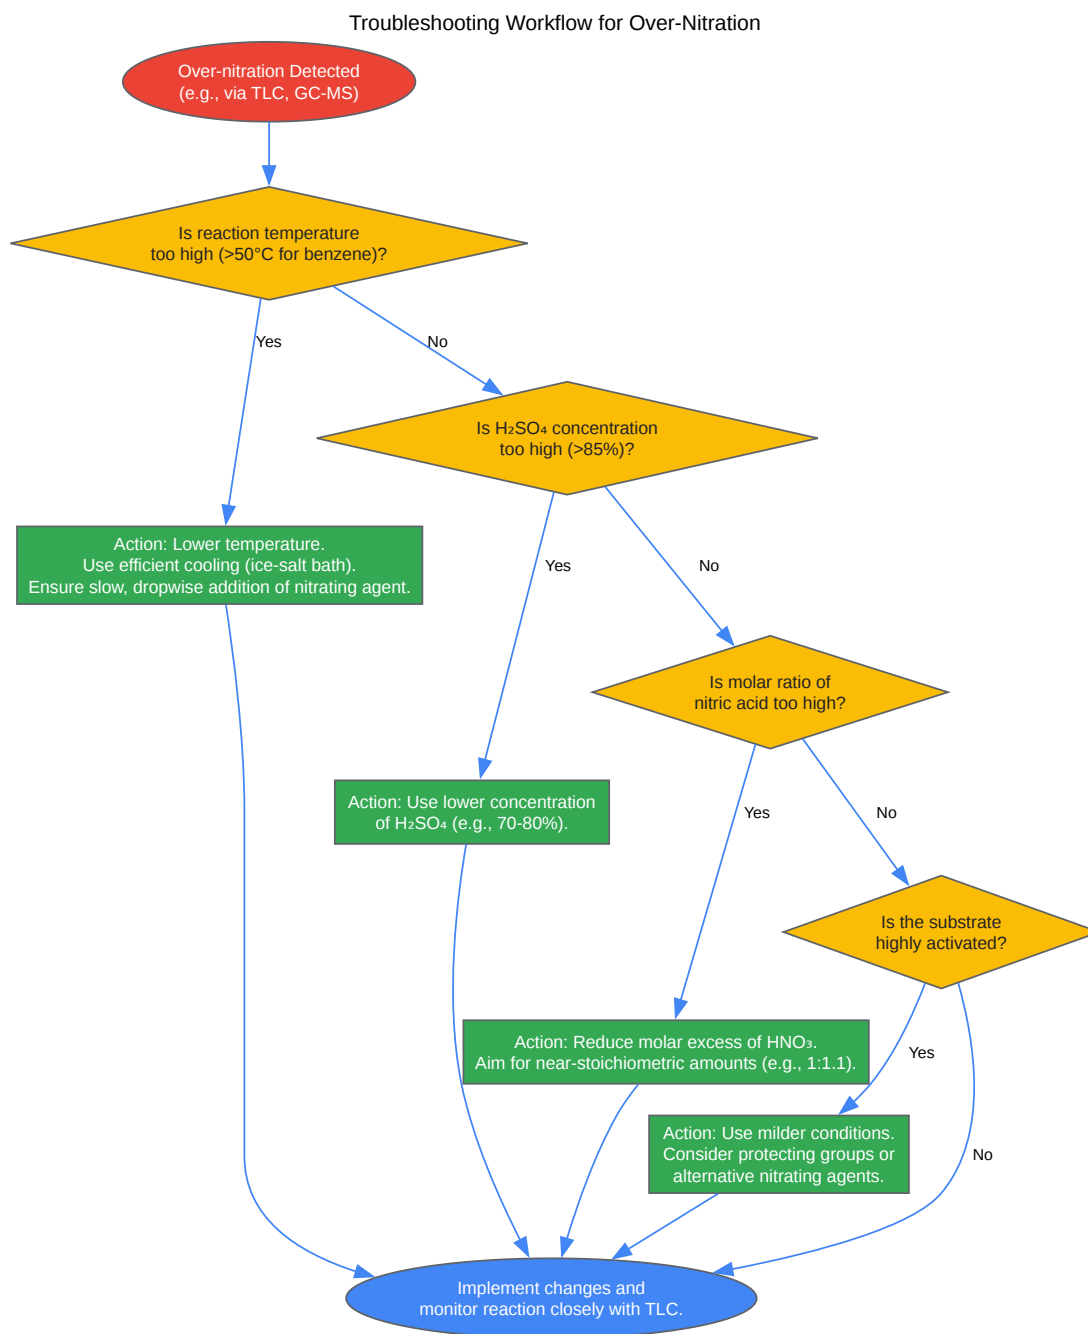 Troubleshooting Workflow for Over-Nitration
Over-nitration Detected
(e.g., via TLC, GC-MS)
Is reaction temperature
too high (>50°C for benzene)?
Yes
No
Is H₂SO₄ concentration
too high (>85%)?
Action: Lower temperature.
Use efficient cooling (ice-salt bath).
Ensure slow, dropwise addition of nitrating agent.
Yes
No
Is molar ratio of
nitric acid too high?
Action: Use lower concentration
of H₂SO₄ (e.g., 70-80%).
Yes
No
Is the substrate
highly activated?
Action: Reduce molar excess of HNO₃.
Aim for near-stoichiometric amounts (e.g., 1:1.1).
Yes
Action: Use milder conditions.
Consider protecting groups or
alternative nitrating agents.
No
Implement changes and
monitor reaction closely with TLC.